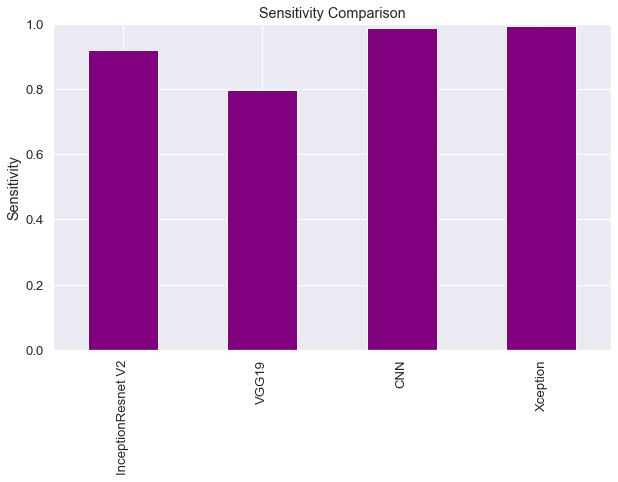 Sensitivity Comparison
Sensitivity
1.0
0.8
0.6
0.4
0.2
0.0
InceptionResnet V2
VGG19
CNN
Xception